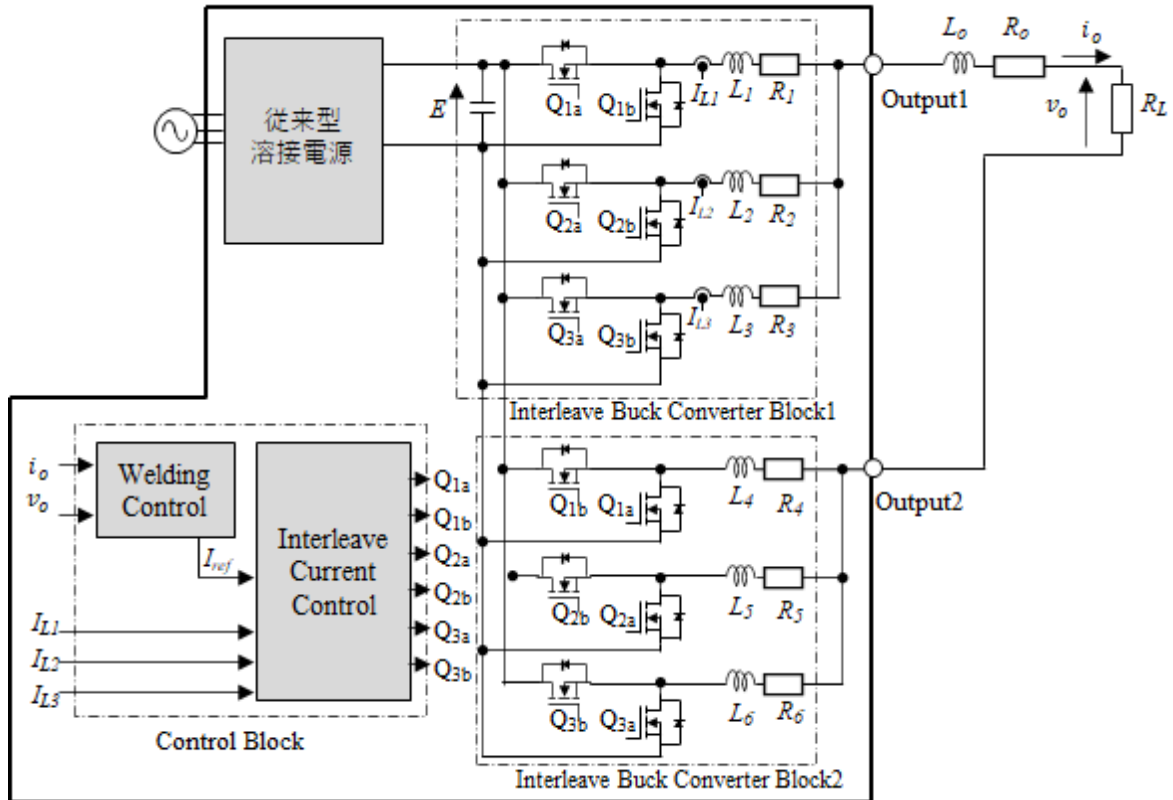 従来型
溶接電源
E
Q1a
Q1b
IL1
L1
R1
Output1
Lo
Ro
io
vo
RL
Q2a
Q2b
IL2
L2
R2
Q3a
Q3b
IL3
L3
R3
Interleave Buck Converter Block1
io
vo
Welding
Control
Iref
IL1
IL2
IL3
Interleave
Current
Control
Q1a
Q1b
Q2a
Q2b
Q3a
Q3b
Control Block
Q1b
Q1a
L4
R4
Output2
Q2b
Q2a
L5
R5
Q3b
Q3a
L6
R6
Interleave Buck Converter Block2